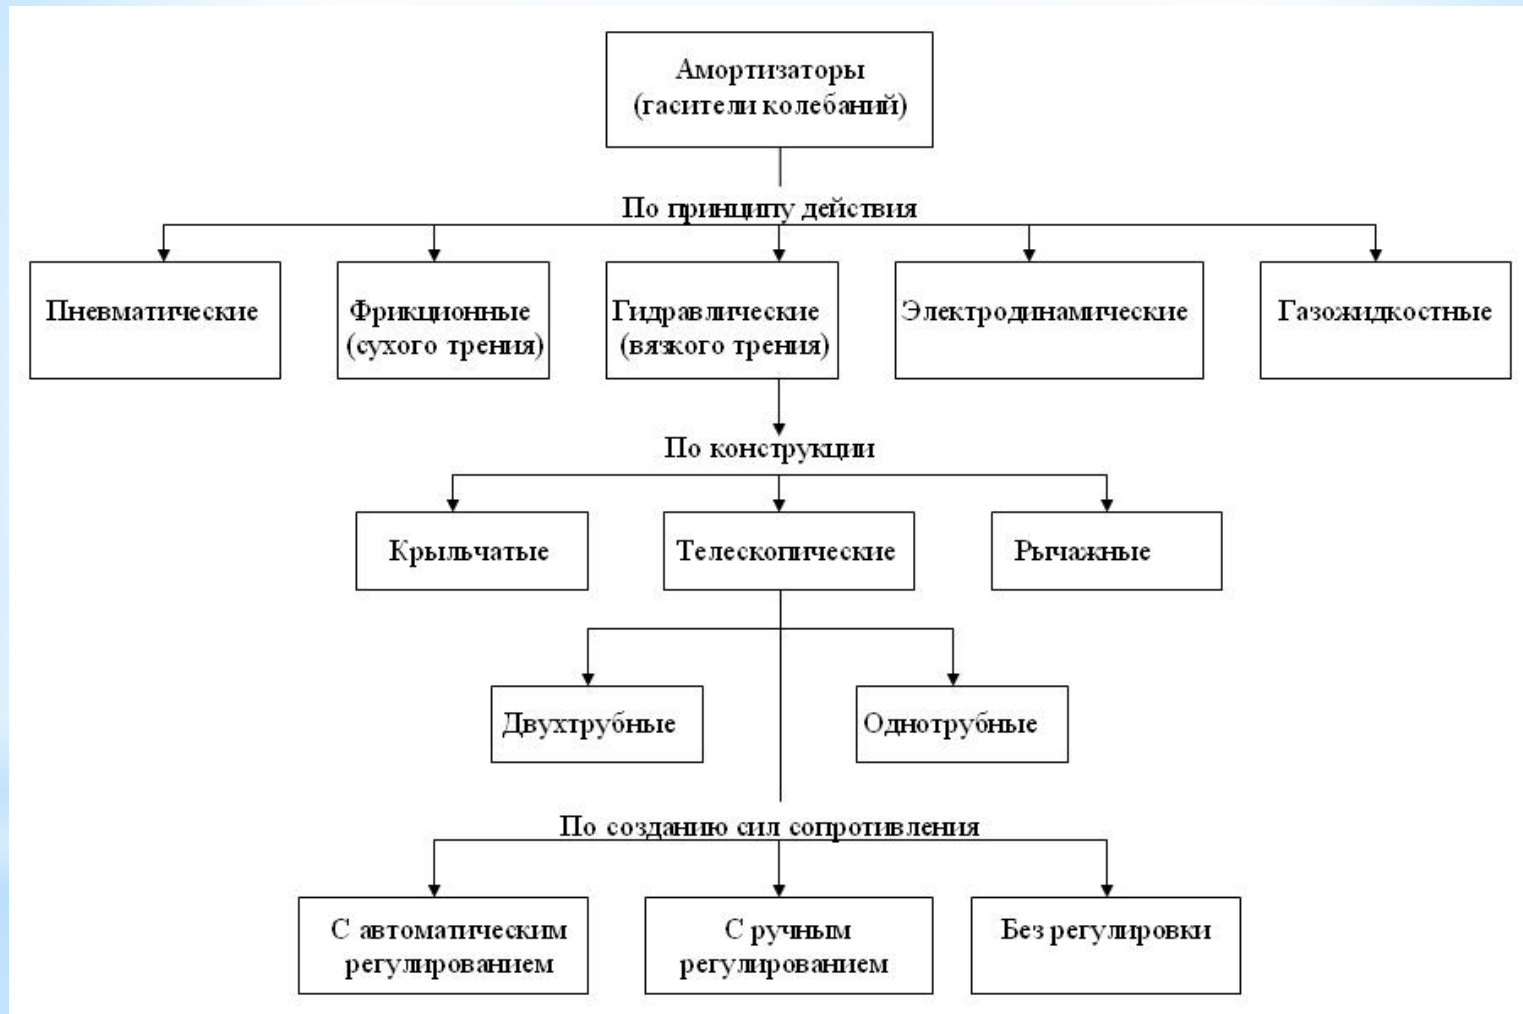 Амортизаторы
(гасители колебаний)
По принципу действия
Пневматические
Фрикционные
(сухого трения)
Гидравлические
(вязкого трения)
Электродинамические
Газожидкостные
По конструкции
Крыльчатые
Телескопические
Рычажные
Двухтрубные
Однотрубные
По созданию сил сопротивления
С автоматическим
регулированием
С ручным
регулированием
Без регулировки